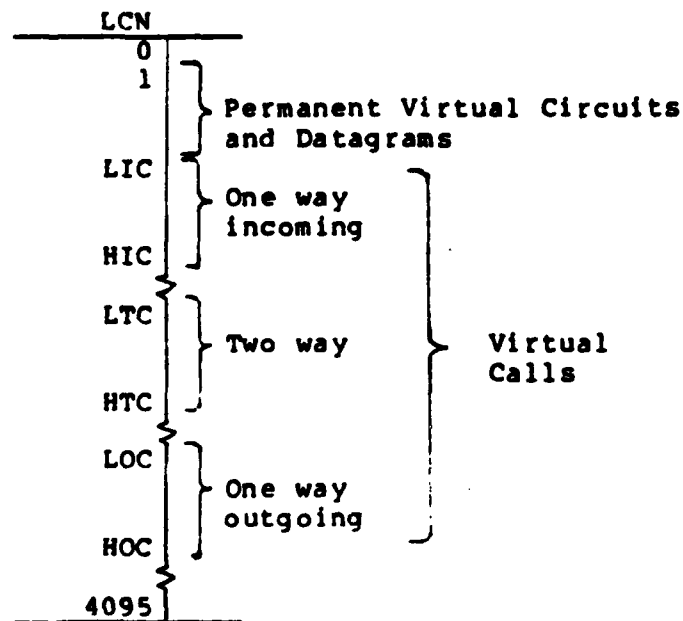 LCN
0
1
Permanent Virtual Circuits
and Datagrams
LIC
One way
incoming
HIC
LTC
Two way
Virtual
Calls
HTC
LOC
One way
outgoing
HOC
4095